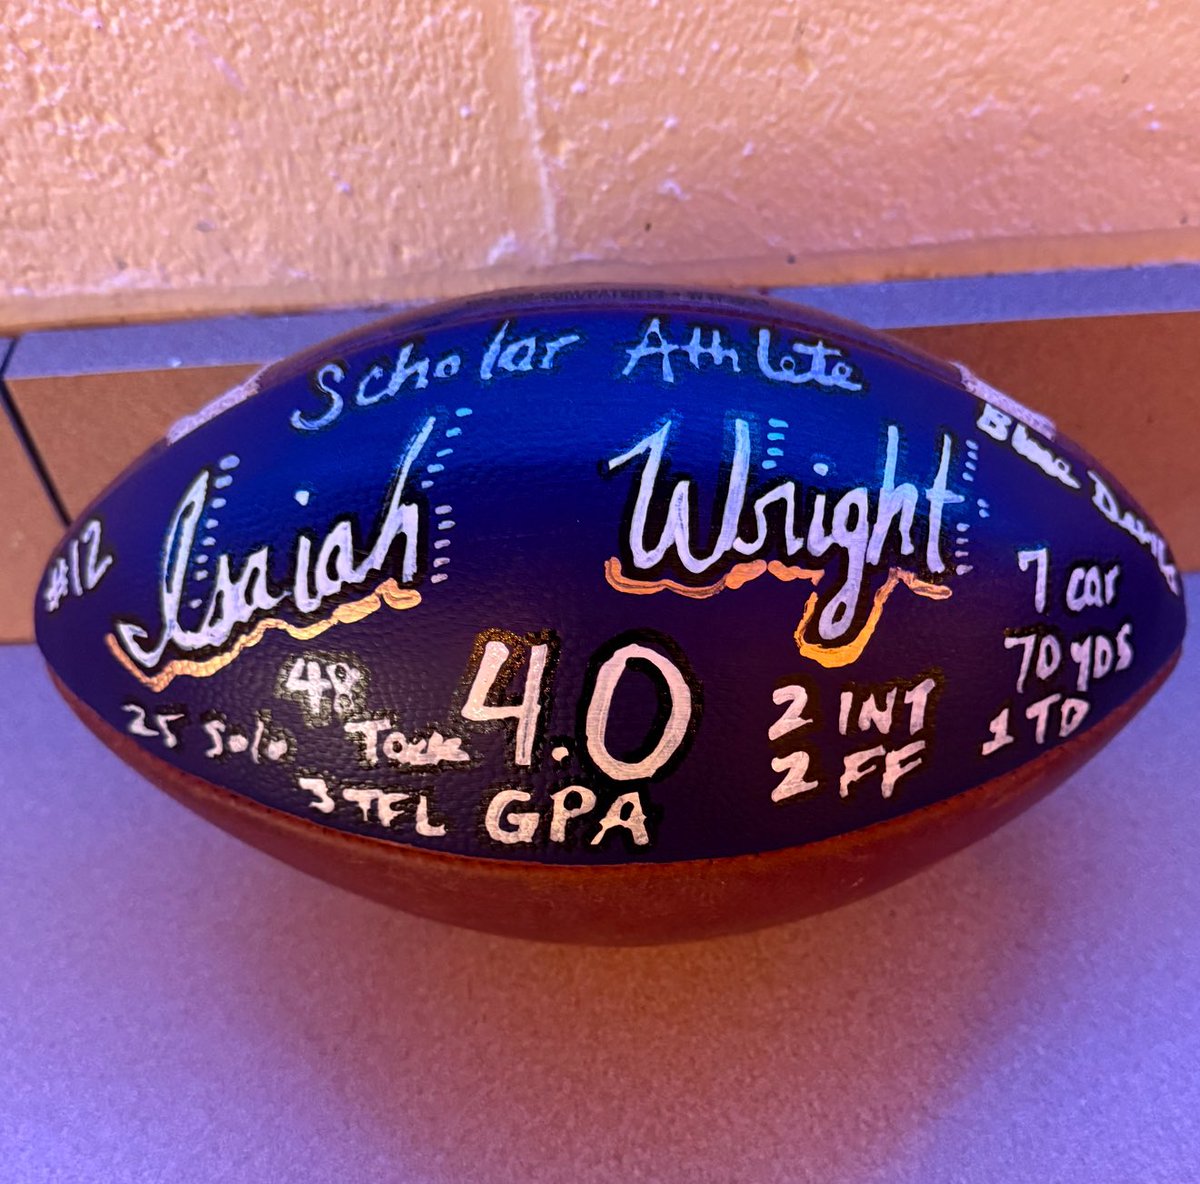 Scholar Athlete
#12
Isaiah Wright
Blue Devils
48
25 Solo
Tack
3 TFL
4.0
GPA
2 INT
2 FF
7 car
70 YDS
1 TD